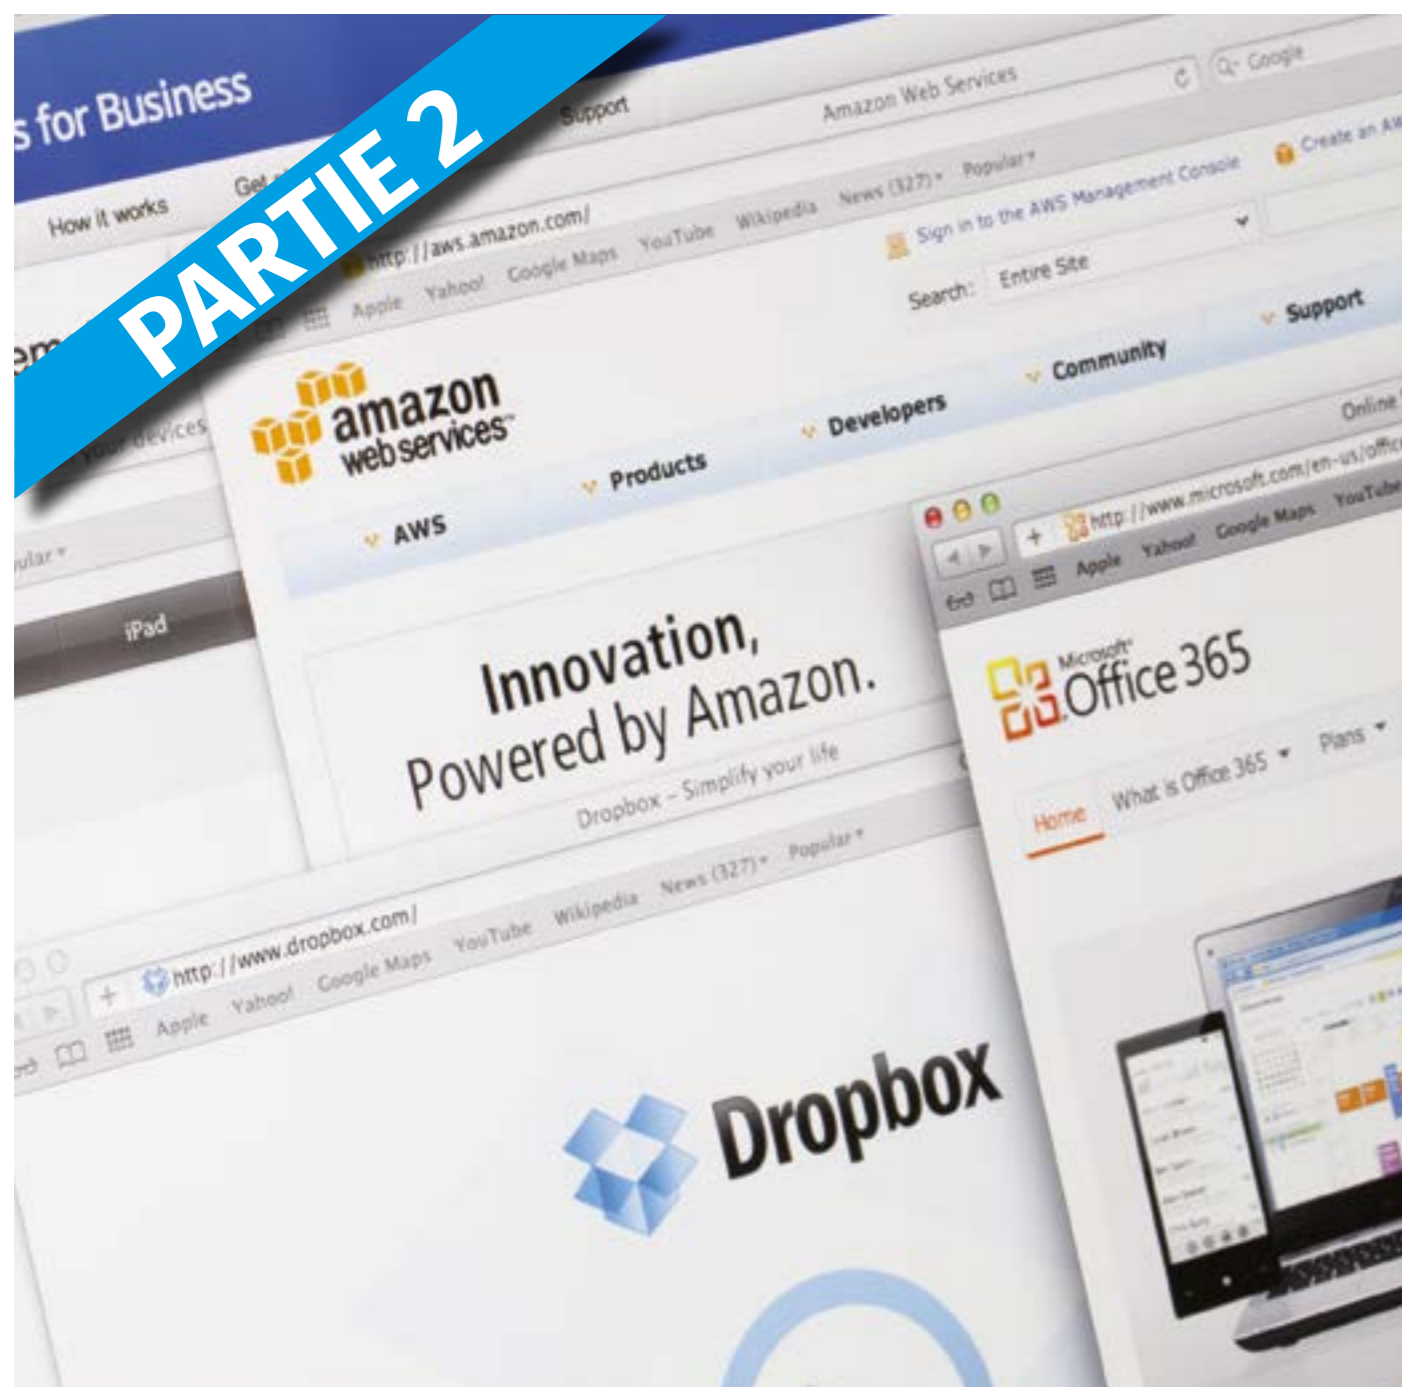 PARTIE 2
s for Business
How it works
Get
Support
Amazon Web Services
Google
http://aws.amazon.com/
Apple Yahoo! Google Maps YouTube Wikipedia News (327) Popular
Sign in to the AWS Management Console
Create an AW
Search: Entire Site
amazon
webservices™
AWS Products Developers Community Support
your devices
ular
iPad
Innovation,
Powered by Amazon.
Online
http://www.microsoft.com/en-us/office
Apple Yahoo! Google Maps YouTube
Microsoft®
Office 365
Home What is Office 365 Plans
Dropbox – Simplify your life
http://www.dropbox.com/
Apple Yahoo! Google Maps YouTube Wikipedia News (327) Popular
Dropbox